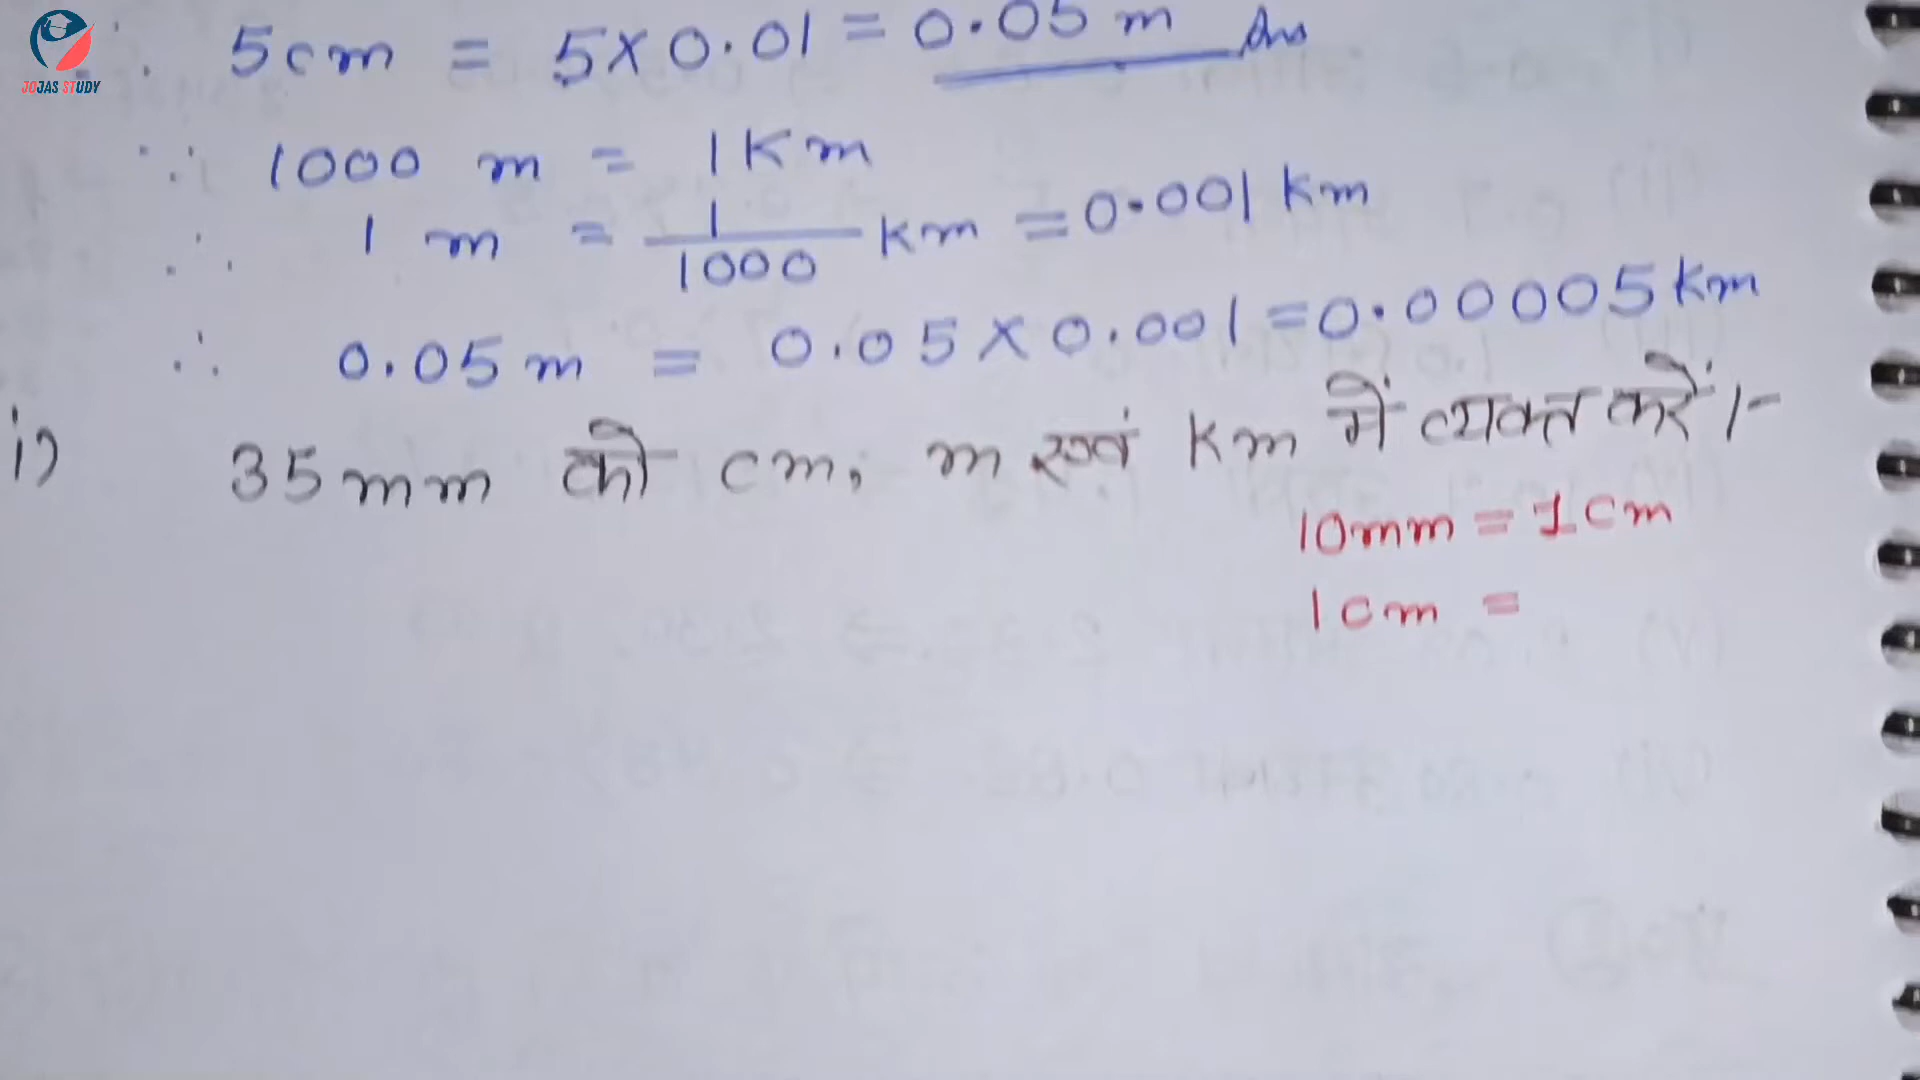 JOJAS STUDY
∴ 5cm = 5×0.01 = 0.05 m Ans
∵ 1000 m = 1Km
∴ 1 m = 1/1000 km = 0.001 km
∴ 0.05m = 0.05×0.001 = 0.00005 km
i) 35mm को cm, m एवं Km में व्यक्त करें।-
10mm = 1cm
1cm =